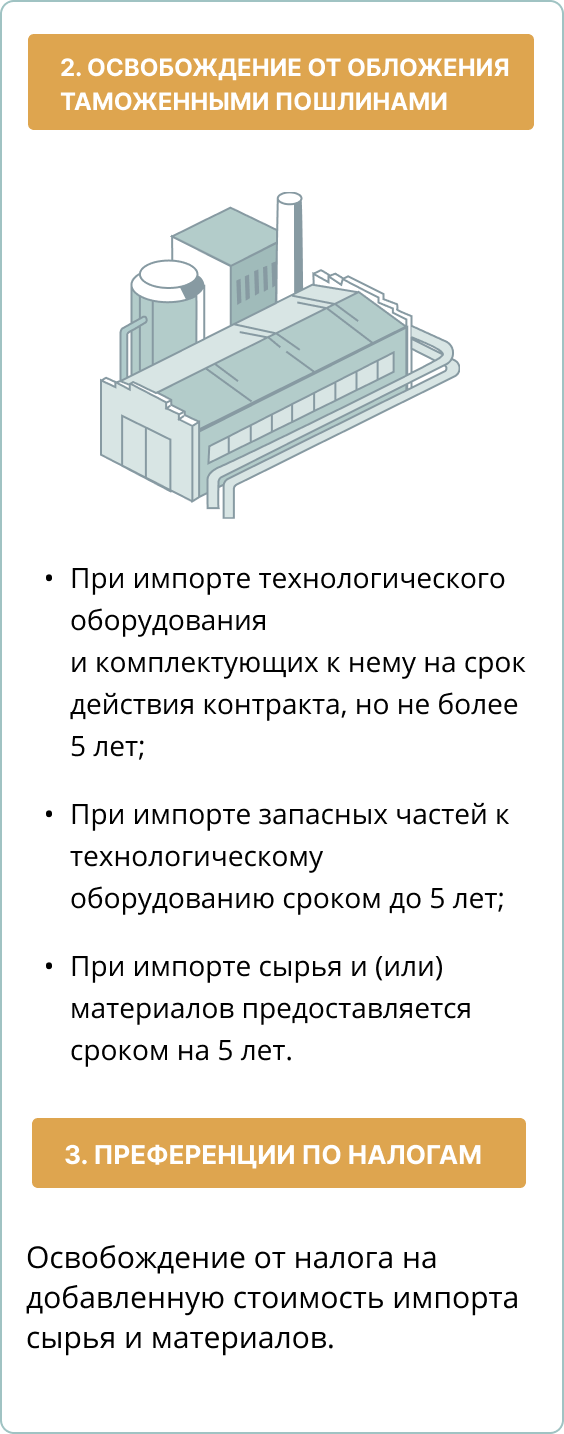 2. ОСВОБОЖДЕНИЕ ОТ ОБЛОЖЕНИЯ
ТАМОЖЕННЫМИ ПОШЛИНАМИ
• При импорте технологического
оборудования
и комплектующих к нему на срок
действия контракта, но не более
5 лет;
• При импорте запасных частей к
технологическому
оборудованию сроком до 5 лет;
• При импорте сырья и (или)
материалов предоставляется
сроком на 5 лет.
3. ПРЕФЕРЕНЦИИ ПО НАЛОГАМ
Освобождение от налога на
добавленную стоимость импорта
сырья и материалов.